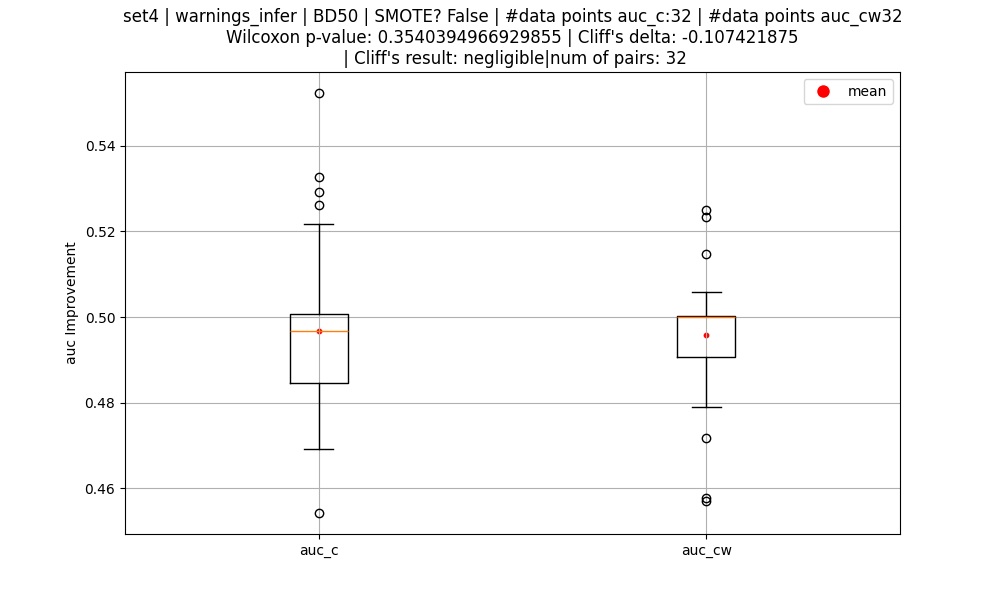 set4 | warnings_infer | BD50 | SMOTE? False | #data points auc_c:32 | #data points auc_cw32
Wilcoxon p-value: 0.3540394966929855 | Cliff's delta: -0.107421875
| Cliff's result: negligible|num of pairs: 32
mean
0.54
0.52
0.50
0.48
0.46
auc Improvement
auc_c
auc_cw